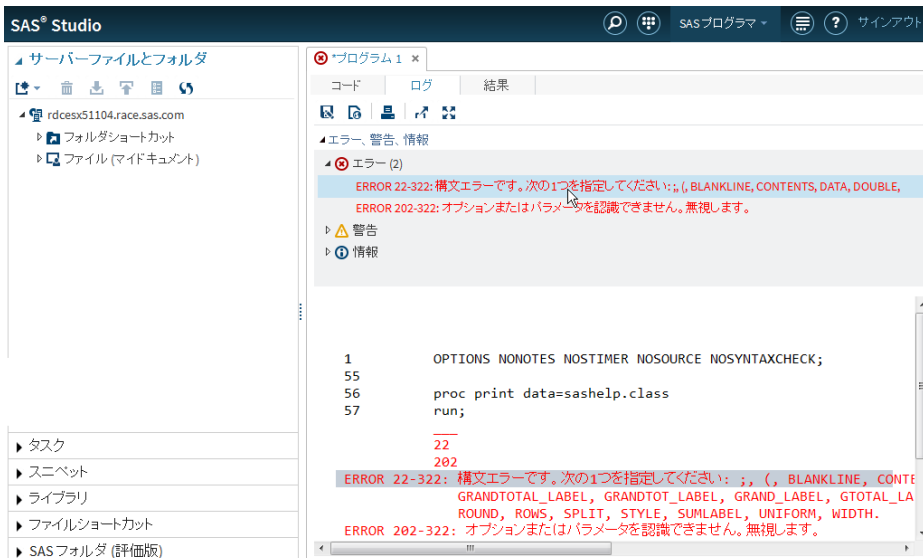 SAS® Studio
SASプログラマ
サインアウト
サーバーファイルとフォルダ
rdcesx51104.race.sas.com
フォルダショートカット
ファイル (マイドキュメント)
タスク
スニペット
ライブラリ
ファイルショートカット
SASフォルダ (評価版)
*プログラム 1 ×
コード ログ 結果
エラー、警告、情報
エラー (2)
ERROR 22-322: 構文エラーです。次の1つを指定してください: ;, (, BLANKLINE, CONTENTS, DATA, DOUBLE,
ERROR 202-322: オプションまたはパラメータを認識できません。無視します。
警告
情報
1 OPTIONS NONOTES NOSTIMER NOSOURCE NOSYNTAXCHECK;
55
56 proc print data=sashelp.class
57 run;
___
22
202
ERROR 22-322: 構文エラーです。次の1つを指定してください: ;, (, BLANKLINE, CONTE
GRANDTOTAL_LABEL, GRANDTOT_LABEL, GRAND_LABEL, GTOTAL_LA
ROUND, ROWS, SPLIT, STYLE, SUMLABEL, UNIFORM, WIDTH.
ERROR 202-322: オプションまたはパラメータを認識できません。無視します。